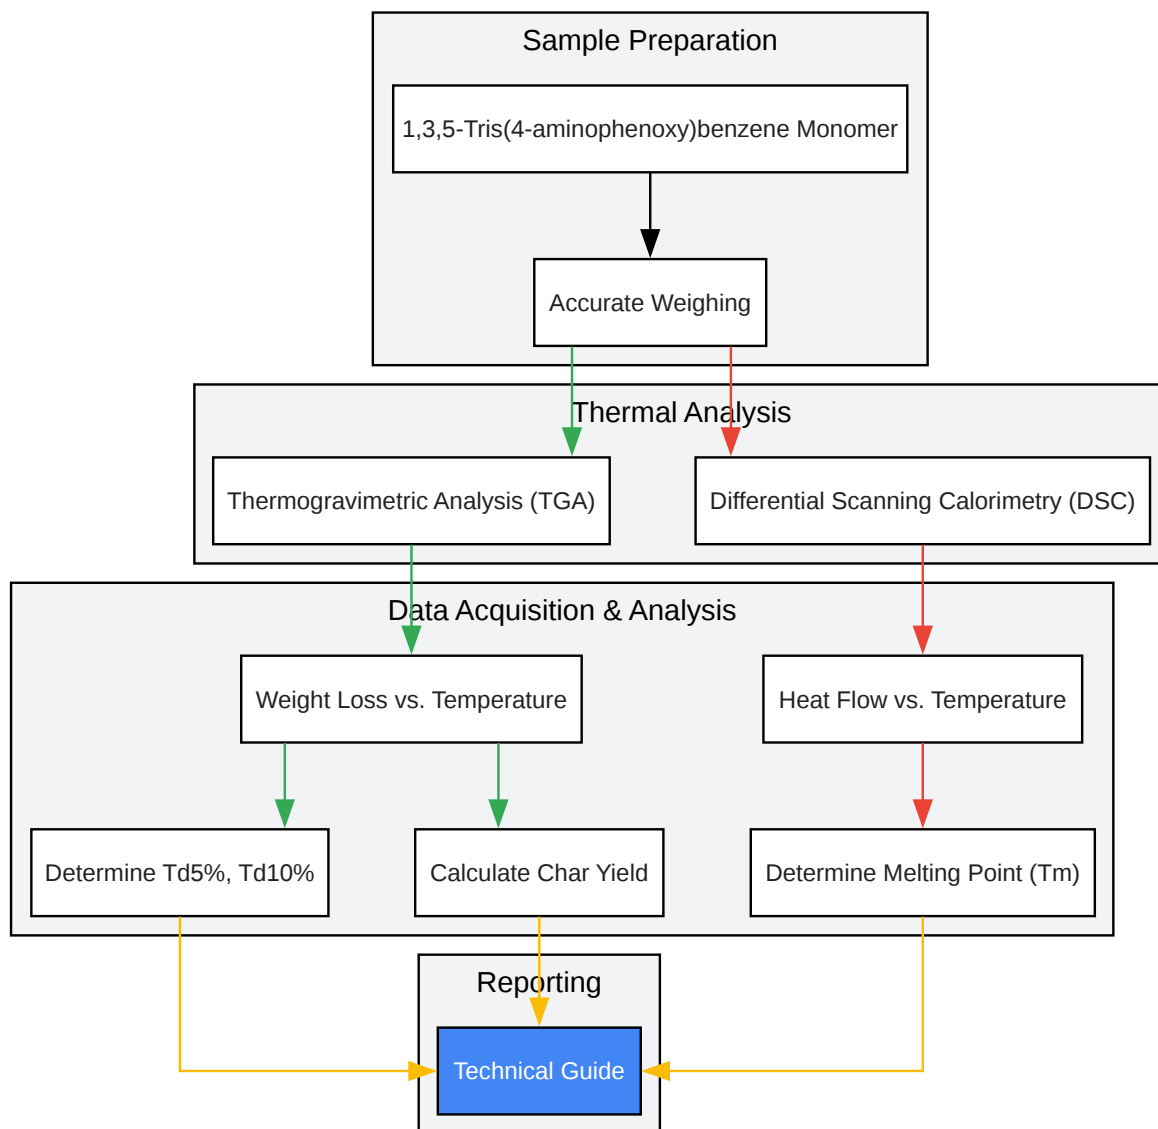 Sample Preparation
1,3,5-Tris(4-aminophenoxy)benzene Monomer
Accurate Weighing
Thermal Analysis
Thermogravimetric Analysis (TGA)
Differential Scanning Calorimetry (DSC)
Data Acquisition & Analysis
Weight Loss vs. Temperature
Heat Flow vs. Temperature
Determine Td5%, Td10%
Calculate Char Yield
Determine Melting Point (Tm)
Reporting
Technical Guide